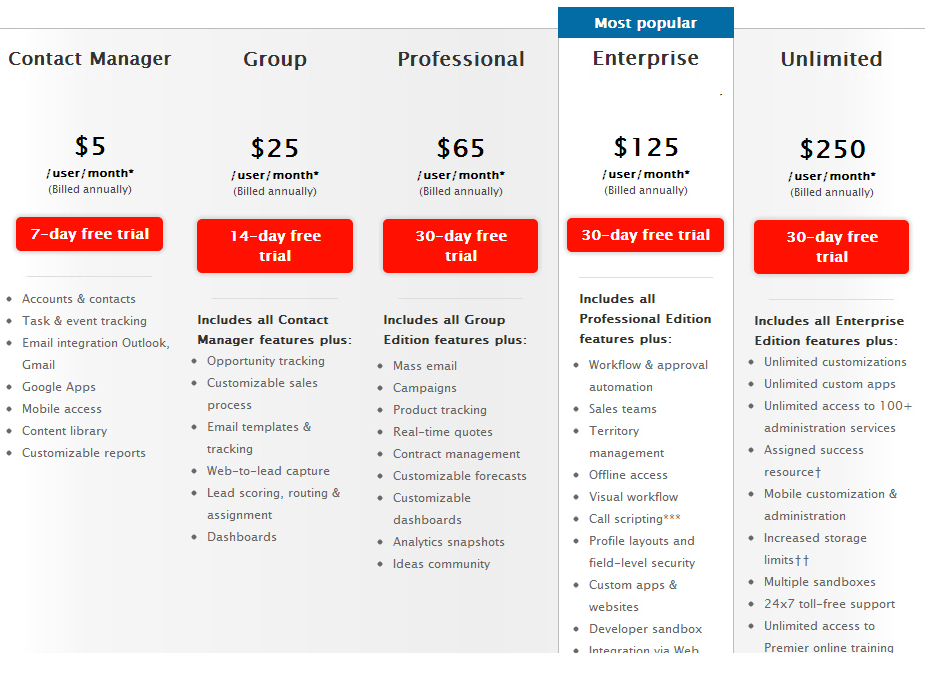 Most popular
Contact Manager
Group
Professional
Enterprise
Unlimited
$5
/user/month*
(Billed annually)
7-day free trial
Accounts & contacts
Task & event tracking
Email integration Outlook,
Gmail
Google Apps
Mobile access
Content library
Customizable reports
$25
/user/month*
(Billed annually)
14-day free
trial
Includes all Contact
Manager features plus:
Opportunity tracking
Customizable sales
process
Email templates &
tracking
Web-to-lead capture
Lead scoring, routing &
assignment
Dashboards
$65
/user/month*
(Billed annually)
30-day free
trial
Includes all Group
Edition features plus:
Mass email
Campaigns
Product tracking
Real-time quotes
Contract management
Customizable forecasts
Customizable
dashboards
Analytics snapshots
Ideas community
$125
/user/month*
(Billed annually)
30-day free trial
Includes all
Professional Edition
features plus:
Workflow & approval
automation
Sales teams
Territory
management
Offline access
Visual workflow
Call scripting***
Profile layouts and
field-level security
Custom apps &
websites
Developer sandbox
Integration via Web
$250
/user/month*
(Billed annually)
30-day free
trial
Includes all Enterprise
Edition features plus:
Unlimited customizations
Unlimited custom apps
Unlimited access to 100+
administration services
Assigned success
resource†
Mobile customization &
administration
Increased storage
limits††
Multiple sandboxes
24x7 toll-free support
Unlimited access to
Premier online training